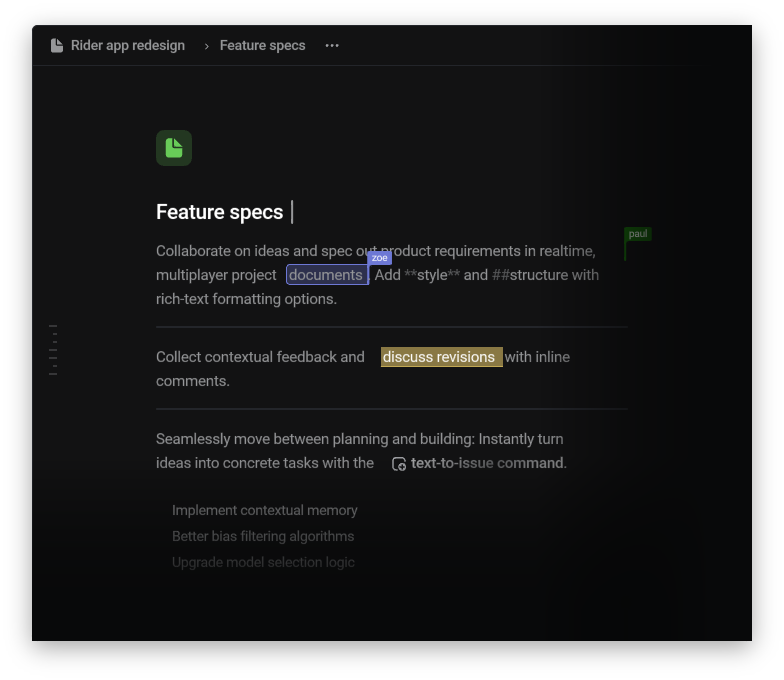 Rider app redesign › Feature specs ···
Feature specs
paul
Collaborate on ideas and spec out product requirements in realtime,
zoe
multiplayer project documents. Add **style** and ##structure with
rich-text formatting options.
Collect contextual feedback and discuss revisions with inline
comments.
Seamlessly move between planning and building: Instantly turn
ideas into concrete tasks with the text-to-issue command.
Implement contextual memory
Better bias filtering algorithms
Upgrade model selection logic